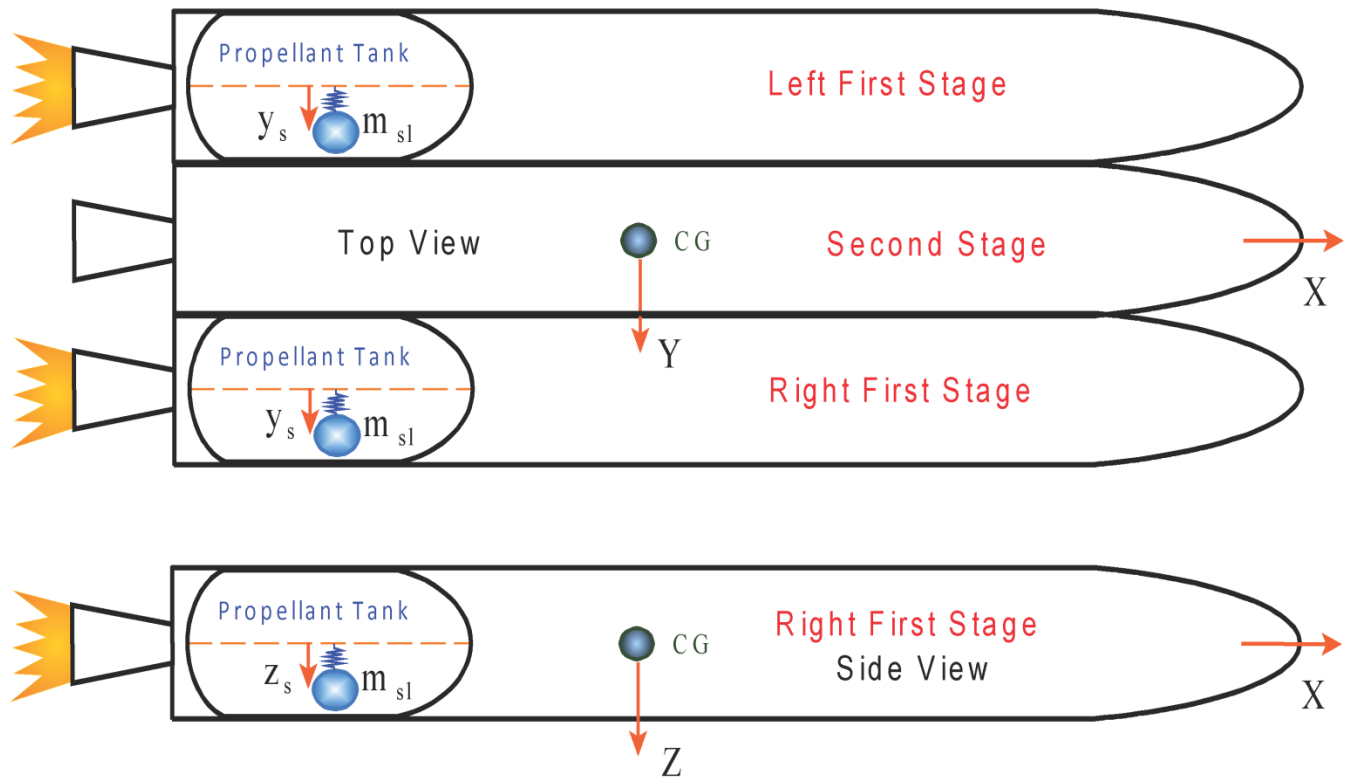 Propellant Tank
Left First Stage
y s
m sl
Top View
CG
Second Stage
X
Y
Propellant Tank
Right First Stage
y s
m sl
Propellant Tank
Right First Stage
CG
Side View
z s
m sl
X
Z